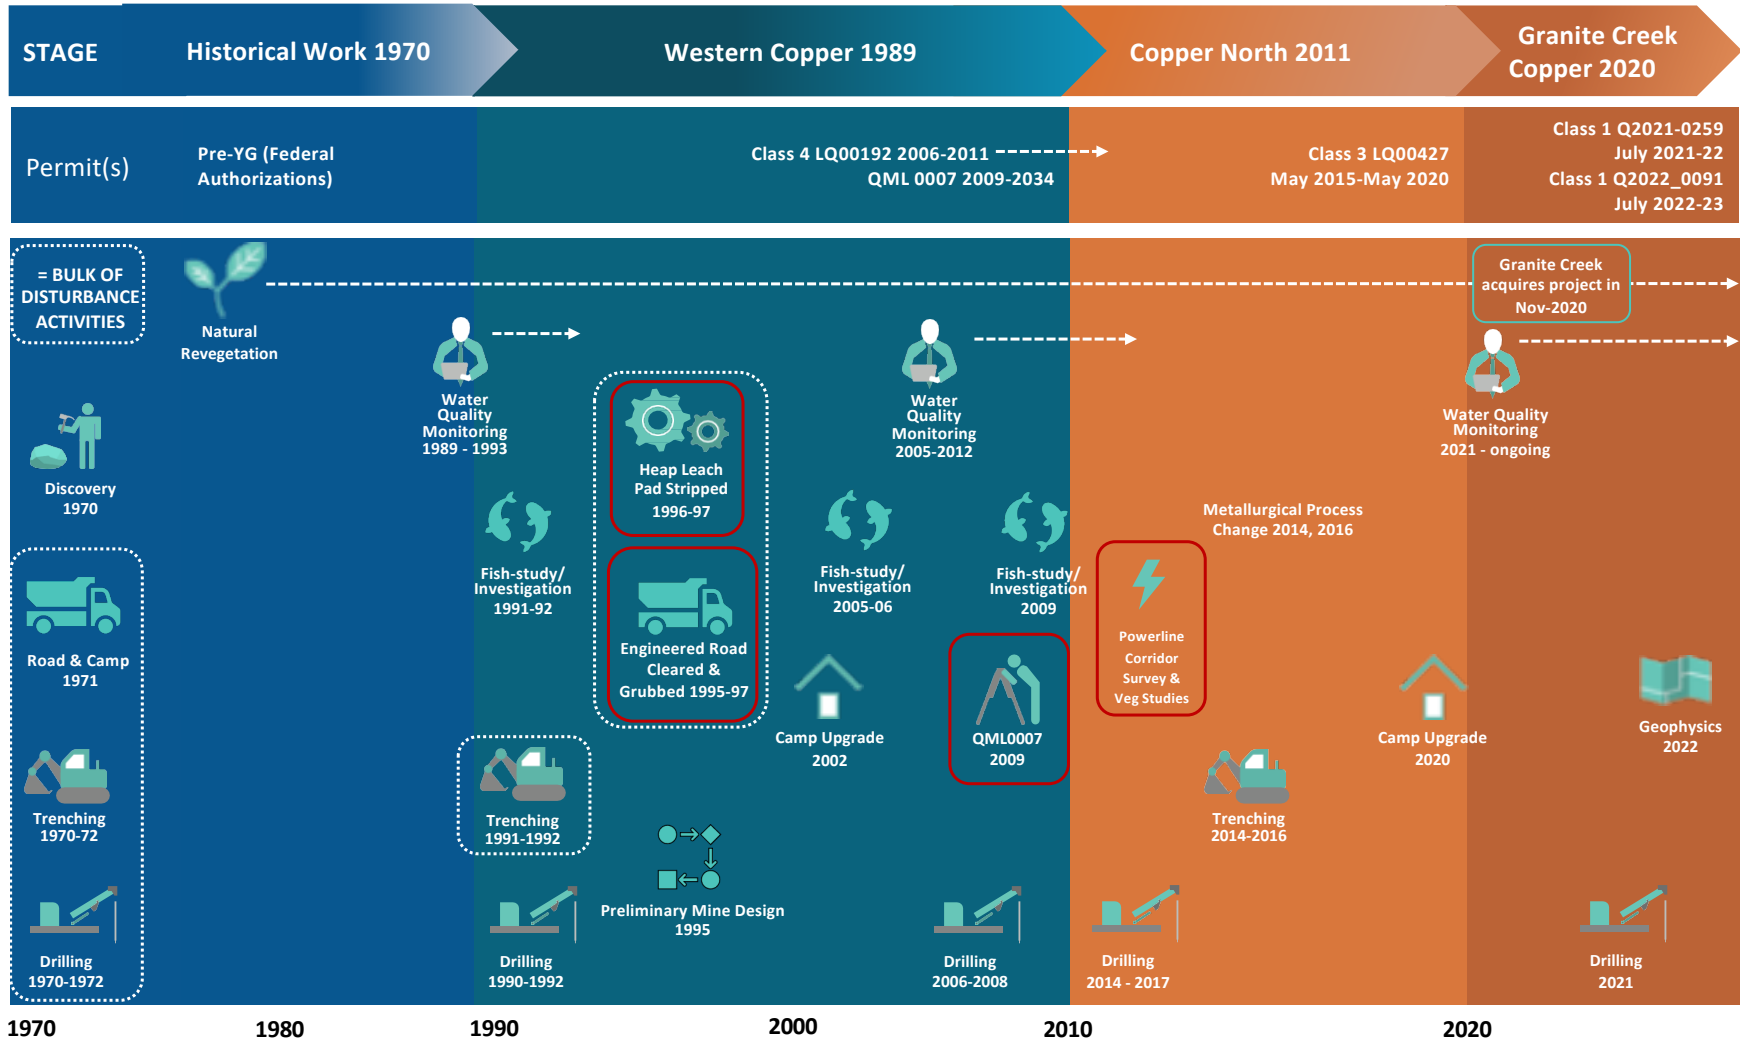 STAGE
Historical Work 1970
Western Copper 1989
Copper North 2011
Granite Creek
Copper 2020
Permit(s)
Pre-YG (Federal
Authorizations)
Class 4 LQ00192 2006-2011
QML 0007 2009-2034
Class 3 LQ00427
May 2015-May 2020
Class 1 Q2021-0259
July 2021-22
Class 1 Q2022_0091
July 2022-23
= BULK OF
DISTURBANCE
ACTIVITIES
Natural
Revegetation
Granite Creek
acquires project in
Nov-2020
Water
Quality
Monitoring
1989 - 1993
Water
Quality
Monitoring
2005-2012
Water Quality
Monitoring
2021 - ongoing
Discovery
1970
Heap Leach
Pad Stripped
1996-97
Metallurgical Process
Change 2014, 2016
Fish-study/
Investigation
1991-92
Fish-study/
Investigation
2005-06
Fish-study/
Investigation
2009
Road & Camp
1971
Engineered Road
Cleared &
Grubbed 1995-97
Powerline
Corridor
Survey &
Veg Studies
Camp Upgrade
2002
QML0007
2009
Camp Upgrade
2020
Geophysics
2022
Trenching
1970-72
Trenching
1991-1992
Trenching
2014-2016
Preliminary Mine Design
1995
Drilling
1970-1972
Drilling
1990-1992
Drilling
2006-2008
Drilling
2014 - 2017
Drilling
2021
1970
1980
1990
2000
2010
2020